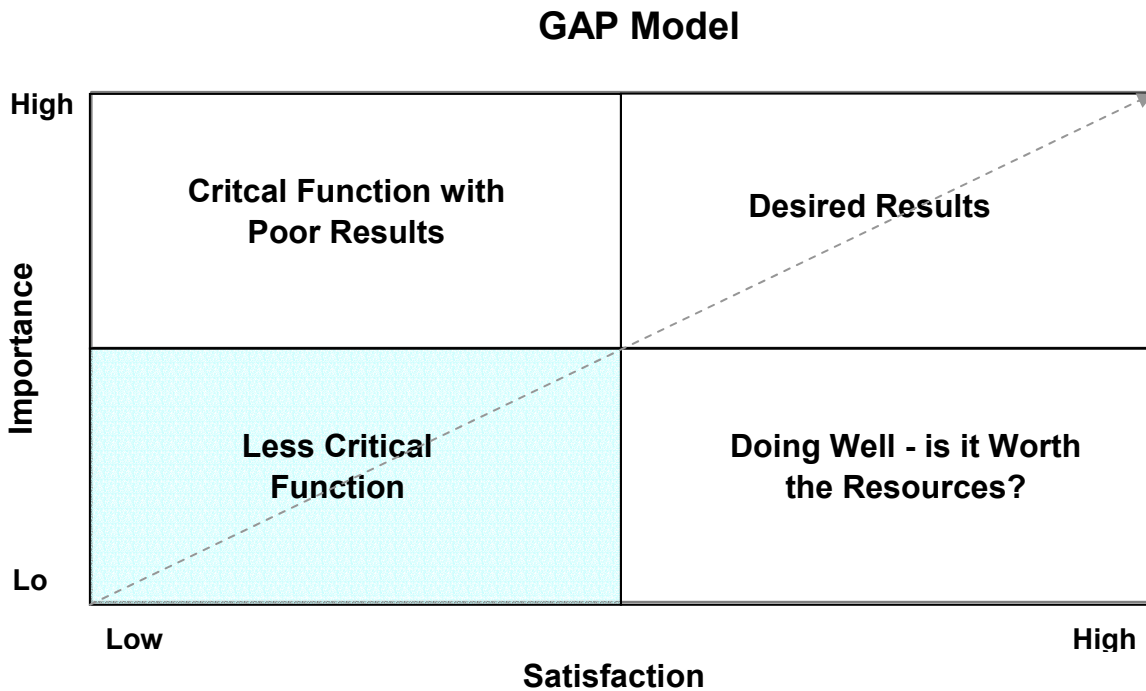 GAP Model
High
Critcal Function with
Poor Results
Desired Results
Importance
Less Critical
Function
Doing Well - is it Worth
the Resources?
Lo
Low
High
Satisfaction